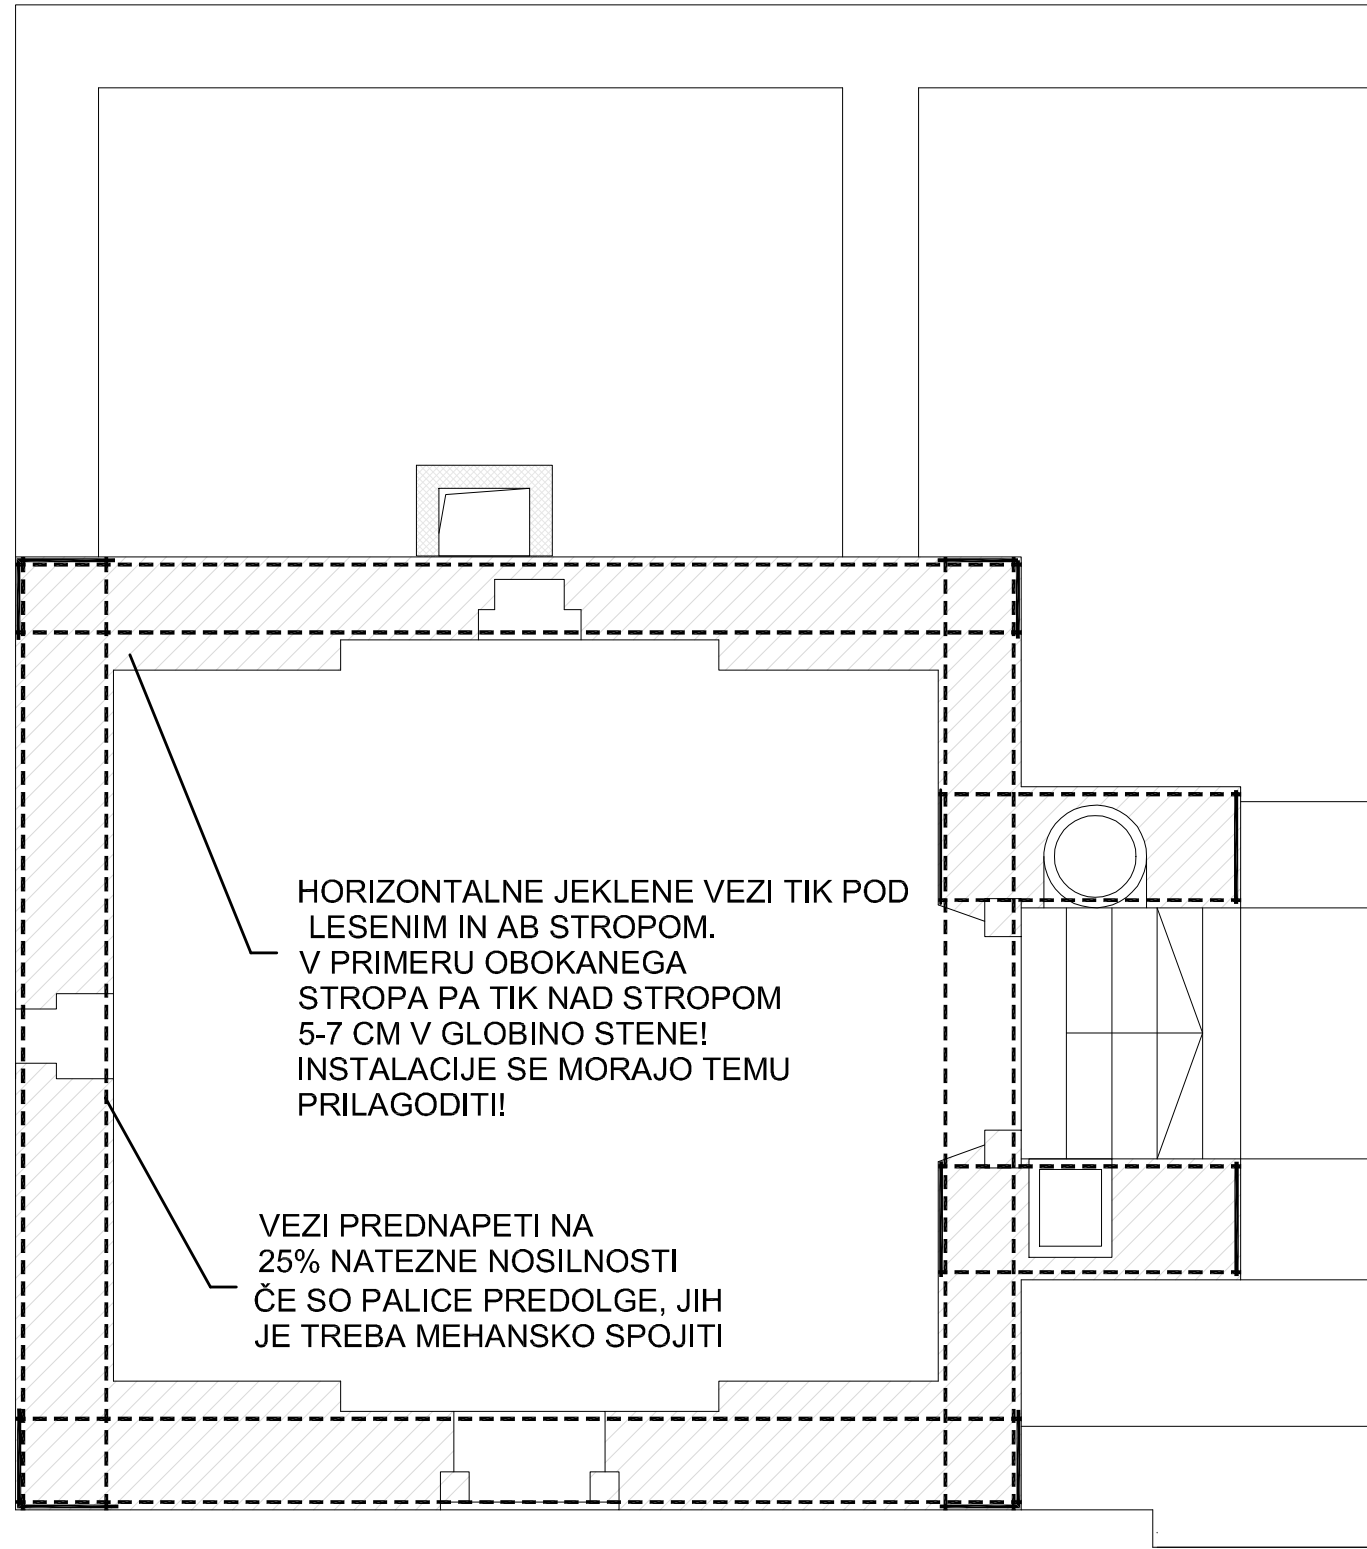 HORIZONTALNE JEKLENE VEZI TIK POD
LESENIM IN AB STROPOM.
V PRIMERU OBOKANEGA
STROPA PA TIK NAD STROPOM
5-7 CM V GLOBINO STENE!
INSTALACIJE SE MORAJO TEMU
PRILAGODITI!
VEZI PREDNAPETI NA
25% NATEZNE NOSILNOSTI
ČE SO PALICE PREDOLGE, JIH
JE TREBA MEHANSKO SPOJITI